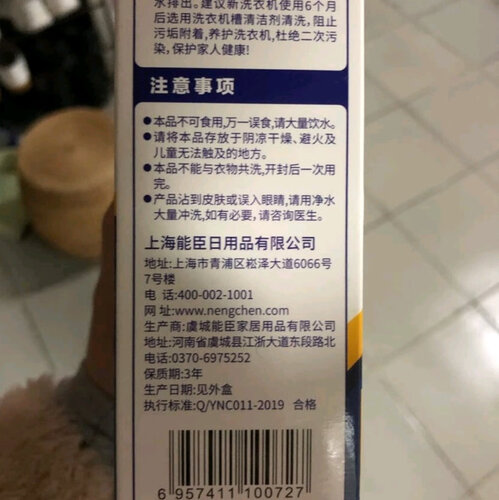 水排出。建议新洗衣机使用6个月
后选用洗衣机槽清洁剂清洗，阻止
污垢附着，养护洗衣机，杜绝二次污
染，保护家人健康！
注意事项
●本品不可食用，万一误食，请大量饮水。
●请将本品存放于阴凉干燥、避火及
儿童无法触及的地方。
●本品不能与衣物共洗，开封后一次用
完。
●产品沾到皮肤或误入眼睛，请用净水
大量冲洗，如有必要，请咨询医生。
上海能臣日用品有限公司
地址:上海市青浦区崧泽大道6066号
7号楼
电 话:400-002-1001
网 址:www.nengchen.com
生产商:虞城能臣家居用品有限公司
地址:河南省虞城县江浙大道东段路北
电话:0370-6975252
保质期:3年
生产日期:见外盒
执行标准:Q/YNC011-2019 合格
6 957411 100727